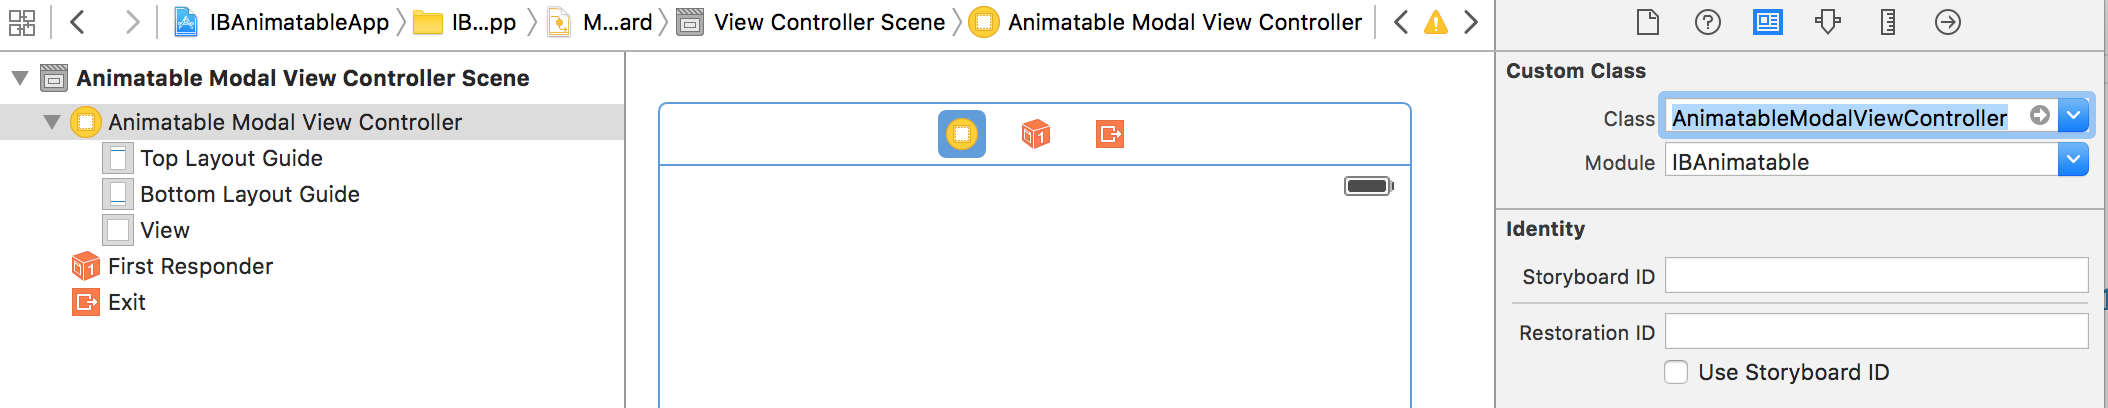 IBAnimatableApp
IB...pp
M...ard
View Controller Scene
Animatable Modal View Controller
Animatable Modal View Controller Scene
Animatable Modal View Controller
Top Layout Guide
Bottom Layout Guide
View
First Responder
Exit
Custom Class
Class AnimatableModalViewController
Module IBAnimatable
Identity
Storyboard ID
Restoration ID
Use Storyboard ID